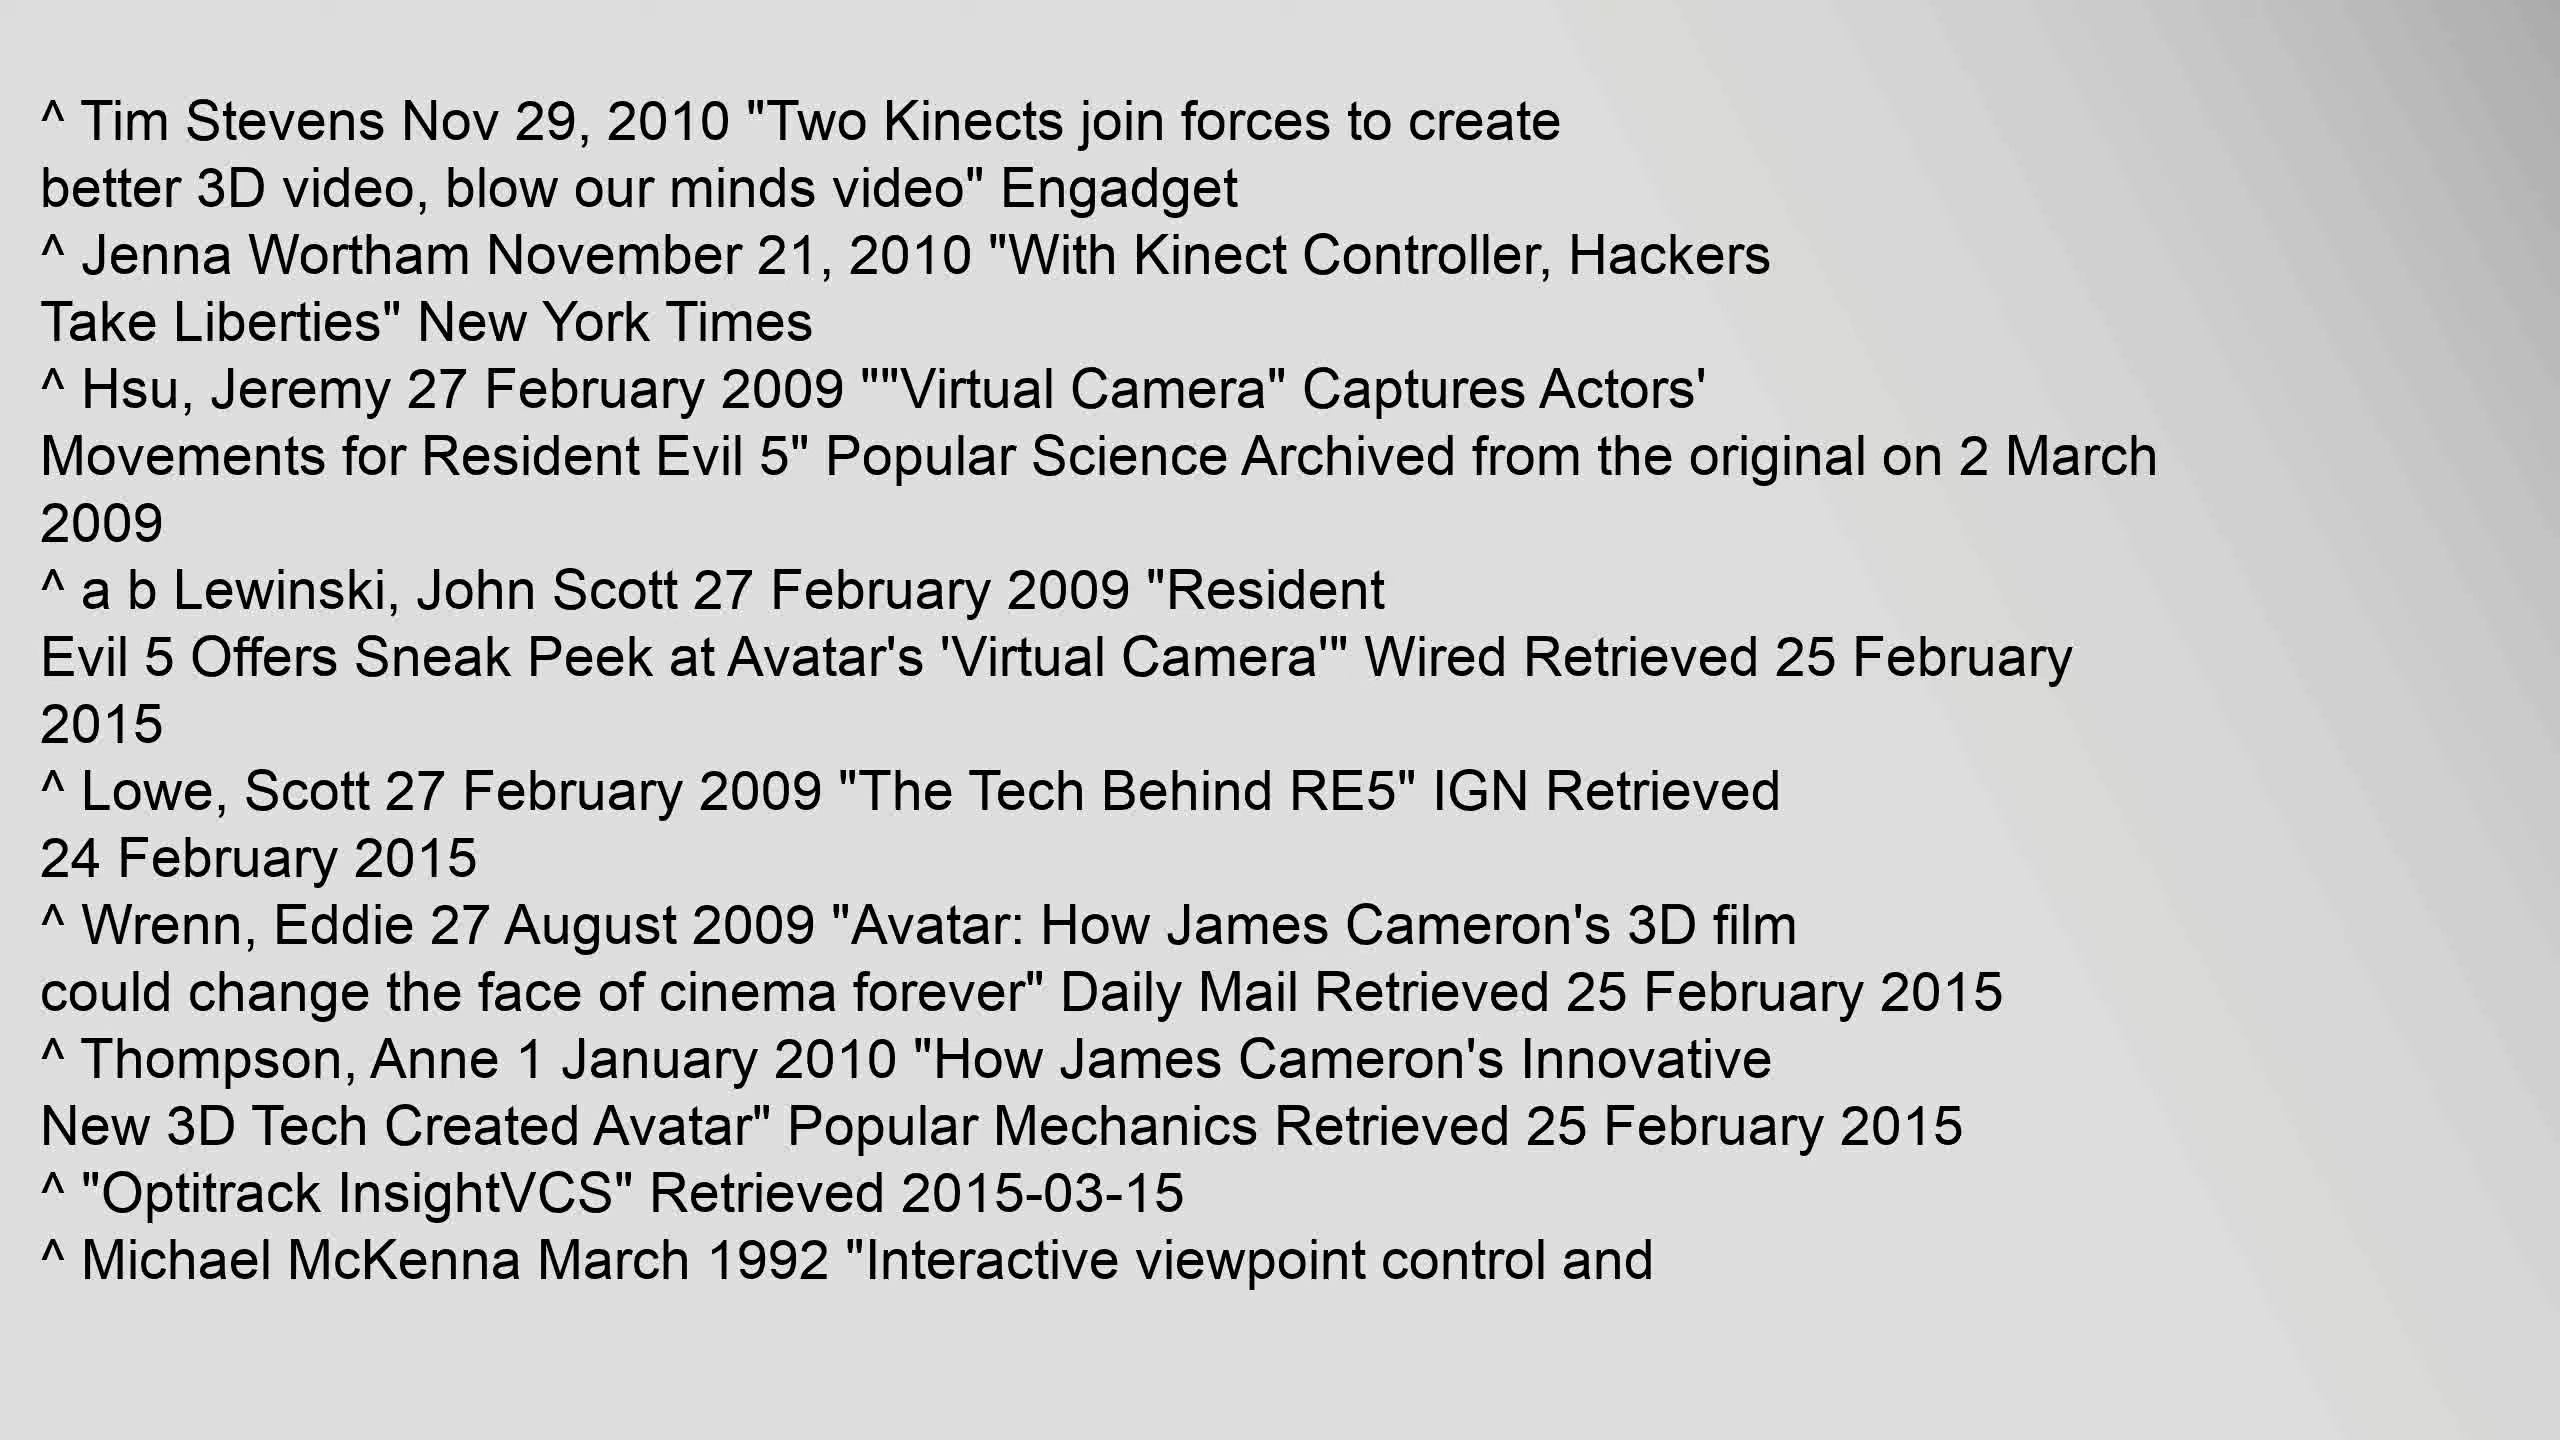 ^ Tim Stevens Nov 29, 2010 "Two Kinects join forces to create
better 3D video, blow our minds video" Engadget
^ Jenna Wortham November 21, 2010 "With Kinect Controller, Hackers
Take Liberties" New York Times
^ Hsu, Jeremy 27 February 2009 ""Virtual Camera" Captures Actors'
Movements for Resident Evil 5" Popular Science Archived from the original on 2 March
2009
^ a b Lewinski, John Scott 27 February 2009 "Resident
Evil 5 Offers Sneak Peek at Avatar's 'Virtual Camera'" Wired Retrieved 25 February
2015
^ Lowe, Scott 27 February 2009 "The Tech Behind RE5" IGN Retrieved
24 February 2015
^ Wrenn, Eddie 27 August 2009 "Avatar: How James Cameron's 3D film
could change the face of cinema forever" Daily Mail Retrieved 25 February 2015
^ Thompson, Anne 1 January 2010 "How James Cameron's Innovative
New 3D Tech Created Avatar" Popular Mechanics Retrieved 25 February 2015
^ "Optitrack InsightVCS" Retrieved 2015-03-15
^ Michael McKenna March 1992 "Interactive viewpoint control and